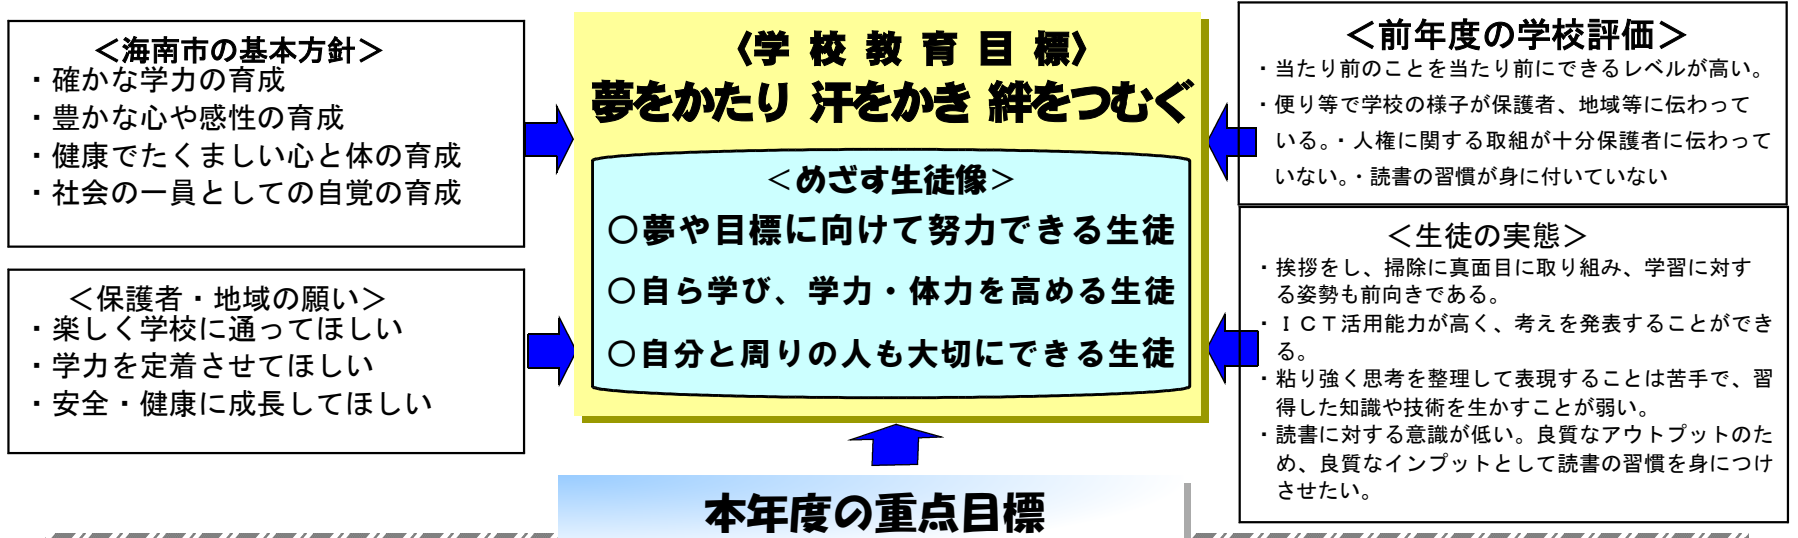 ＜海南市の基本方針＞
・確かな学力の育成
・豊かな心や感性の育成
・健康でたくましい心と体の育成
・社会の一員としての自覚の育成
＜保護者・地域の願い＞
・楽しく学校に通ってほしい
・学力を定着させてほしい
・安全・健康に成長してほしい
〈学 校 教 育 目 標〉
夢をかたり 汗をかき 絆をつむぐ
＜めざす生徒像＞
○夢や目標に向けて努力できる生徒
○自ら学び、学力・体力を高める生徒
○自分と周りの人も大切にできる生徒
＜前年度の学校評価＞
・当たり前のことを当たり前にできるレベルが高い。
・便り等で学校の様子が保護者、地域等に伝わって
いる。・人権に関する取組が十分保護者に伝わって
いない。・読書の習慣が身に付いていない
＜生徒の実態＞
・挨拶をし、掃除に真面目に取り組み、学習に対す
る姿勢も前向きである。
・ＩＣＴ活用能力が高く、考えを発表することができ
る。
・粘り強く思考を整理して表現することは苦手で、習
得した知識や技術を生かすことが弱い。
・読書に対する意識が低い。良質なアウトプットのた
め、良質なインプットとして読書の習慣を身につけ
させたい。
本年度の重点目標